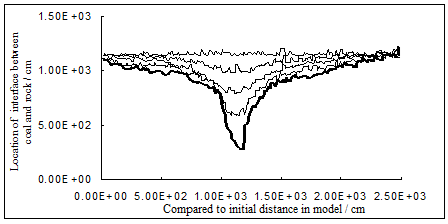 1.50E+03
1.00E+03
5.00E+02
0.00E+00
Location of interface between
coal and rock / cm
0.00E+00 5.00E+02 1.00E+03 1.50E+03 2.00E+03 2.50E+03
Compared to initial distance in model / cm